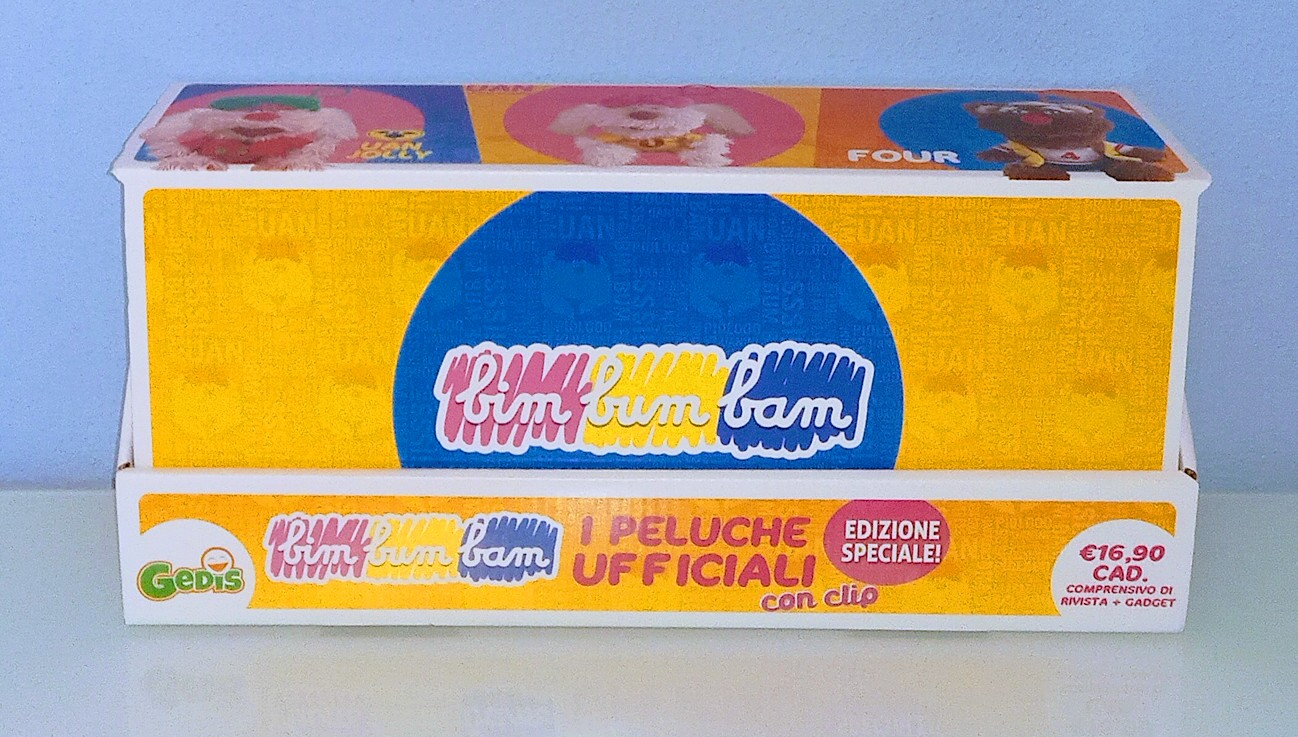 UAN
JOLLY
UAN
FOUR
bim bum bam
GEDIS
bim bum bam
I PELUCHE
UFFICIALI
con clip
EDIZIONE
SPECIALE!
€16,90
CAD.
COMPRENSIVO DI
RIVISTA + GADGET